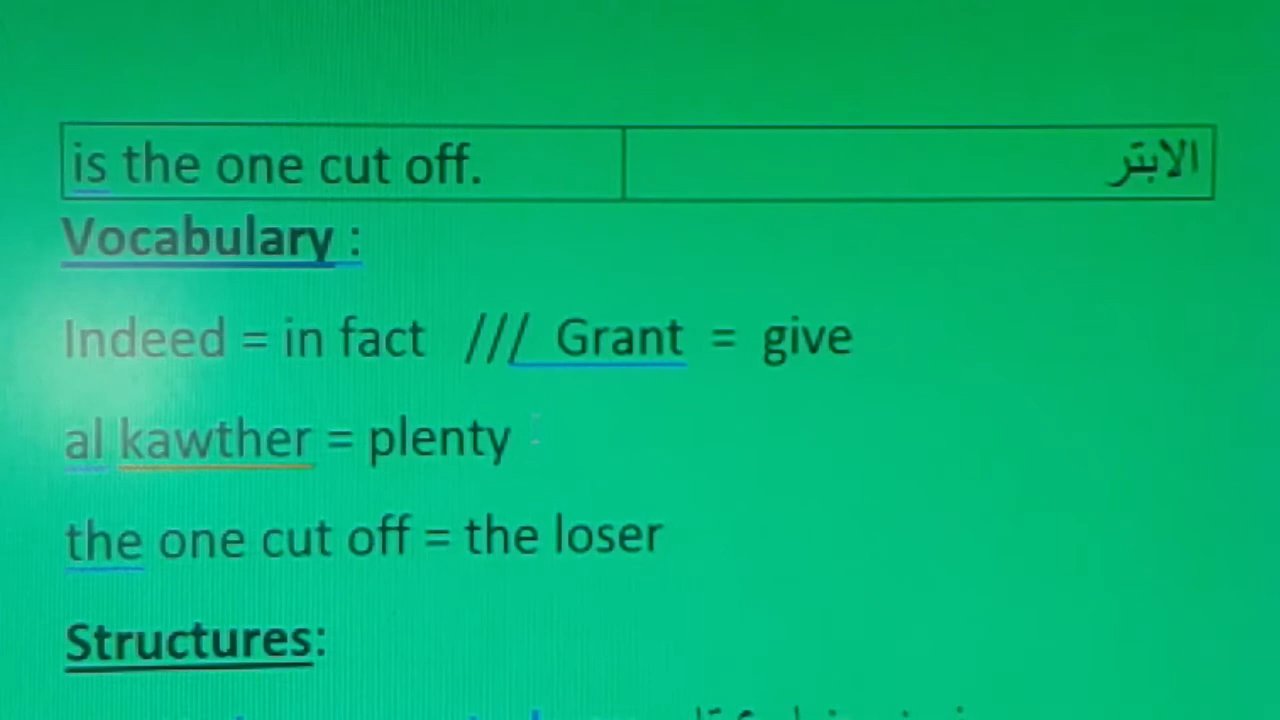 is the one cut off. الابتر
Vocabulary :
Indeed = in fact /// Grant = give
al kawther = plenty
the one cut off = the loser
Structures: